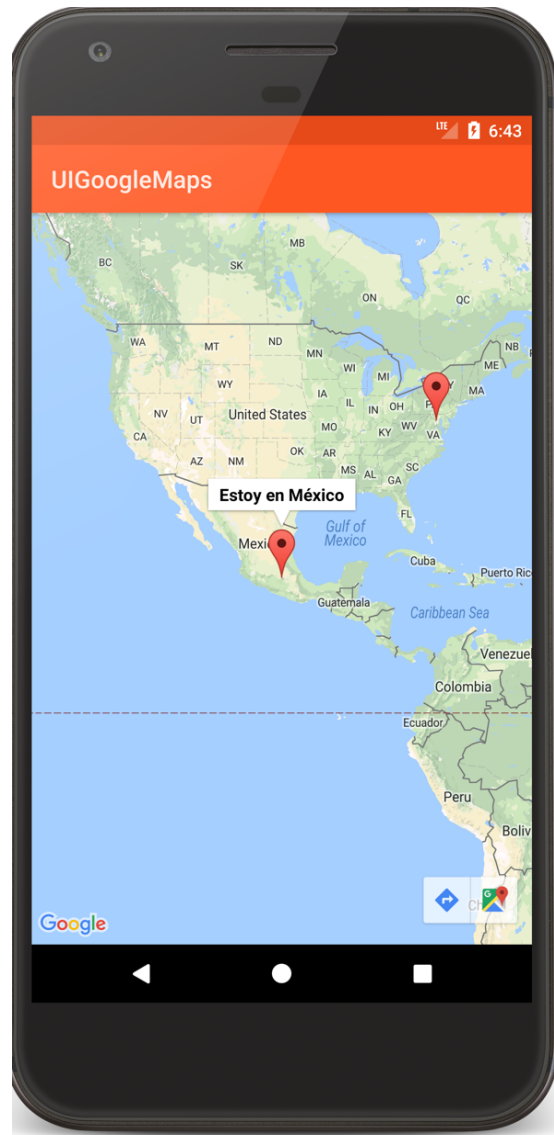 LTE 6:43
UIGoogleMaps
MB
BC
SK
ON
QC
WA
MT
ND
NB
MN
ME
WI
MI
WY
MA
IA
IL
IN
OH
NV
UT
United States
MO
WV
KY
VA
CA
OK
AR
AZ
NM
SC
MS
AL
GA
Estoy en México
FL
Gulf of
Mexico
Cuba
Puerto Ric
Guatemala
Caribbean Sea
Venezuel
Colombia
Ecuador
Peru
Boliv
Google